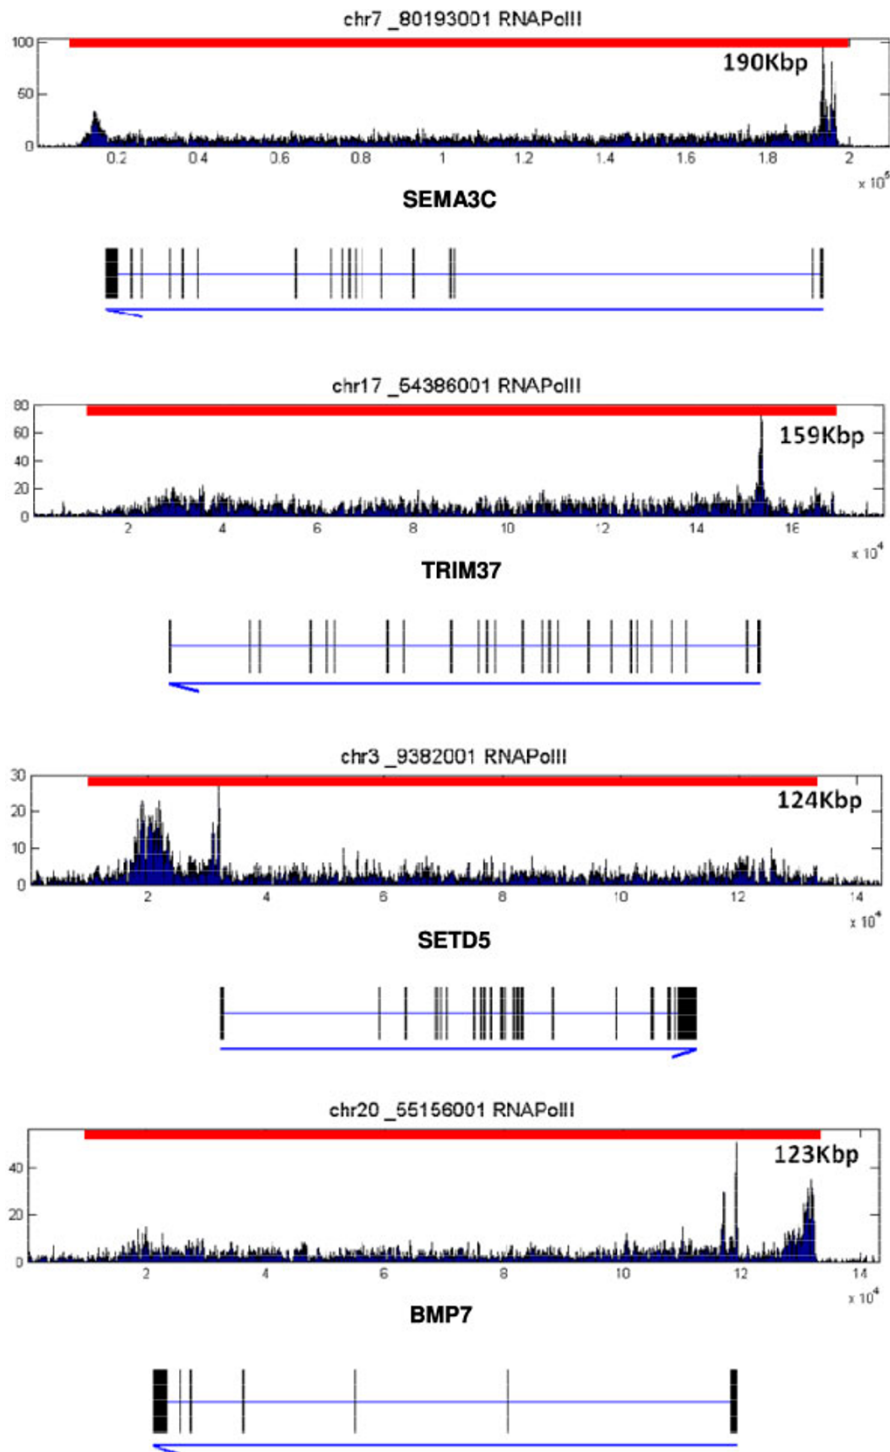 chr7 _80193001 RNAPolII
100
190Kbp
50
0
0.2 0.4 0.6 0.8 1 1.2 1.4 1.6 1.8 2
x 10^5
SEMA3C
chr17 _54386001 RNAPolII
80
159Kbp
60
40
20
0
2 4 6 8 10 12 14 16
x 10^4
TRIM37
chr3 _9382001 RNAPolII
30
124Kbp
20
10
0
2 4 6 8 10 12 14
x 10^4
SETD5
chr20 _55156001 RNAPolII
123Kbp
40
20
0
2 4 6 8 10 12 14
x 10^4
BMP7